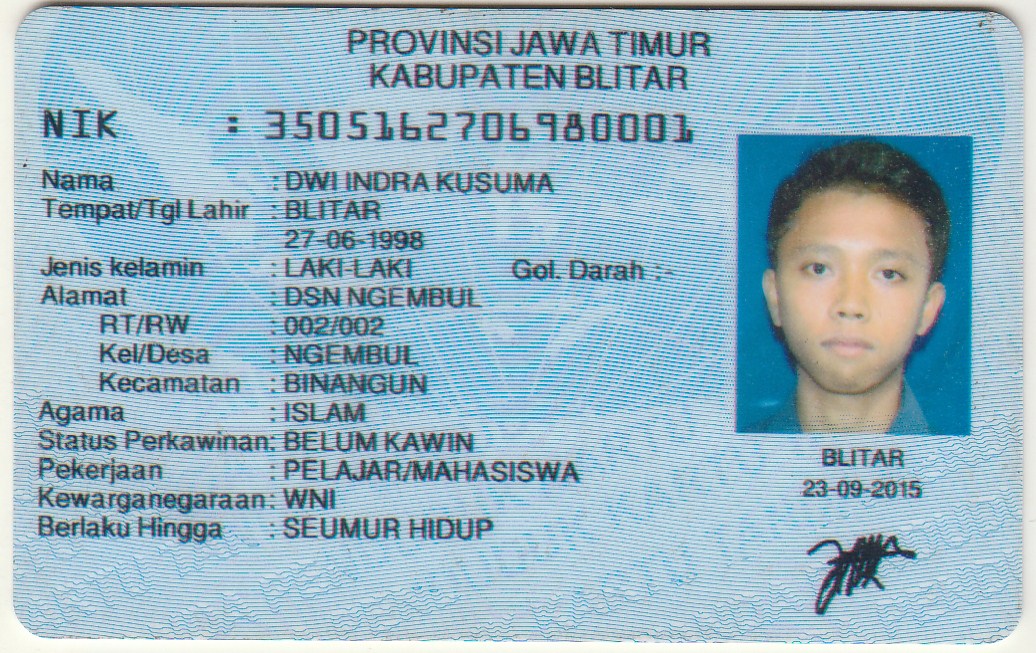 PROVINSI JAWA TIMUR
KABUPATEN BLITAR
NIK : 3505162706980001
Nama : DWI INDRA KUSUMA
Tempat/Tgl Lahir : BLITAR
27-06-1998
Jenis kelamin : LAKI-LAKI Gol. Darah :-
Alamat : DSN NGEMBUL
RT/RW : 002/002
Kel/Desa : NGEMBUL
Kecamatan : BINANGUN
Agama : ISLAM
Status Perkawinan: BELUM KAWIN
Pekerjaan : PELAJAR/MAHASISWA
Kewarganegaraan: WNI
Berlaku Hingga : SEUMUR HIDUP
BLITAR
23-09-2015